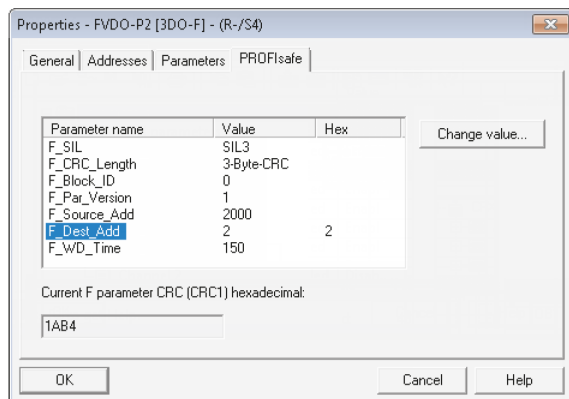 Properties - FVDO-P2 [3DO-F] - (R-/S4)
General Addresses Parameters PROFIsafe
Parameter name Value Hex
F_SIL SIL3
F_CRC_Length 3-Byte-CRC
F_Block_ID 0
F_Par_Version 1
F_Source_Add 2000
F_Dest_Add 2 2
F_WD_Time 150
Change value...
Current F parameter CRC (CRC1) hexadecimal:
1AB4
OK Cancel Help